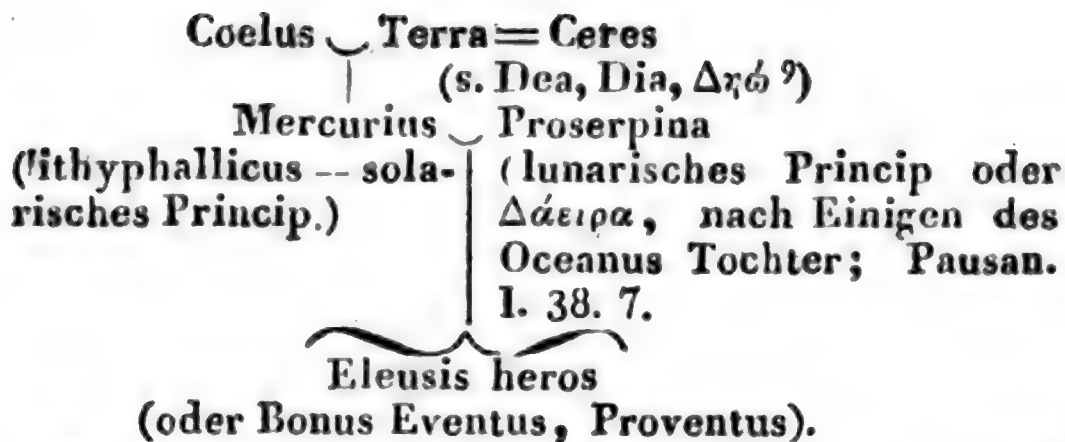 Coelus ‿ Terra = Ceres
(s. Dea, Dia, Δηώ 9)
Mercurius ‿ Proserpina
(ithyphallicus -- sola- (lunarisches Princip oder
risches Princip.) Δάειρα, nach Einigen des
Oceanus Tochter; Pausan.
I. 38. 7.
Eleusis heros
(oder Bonus Eventus, Proventus).